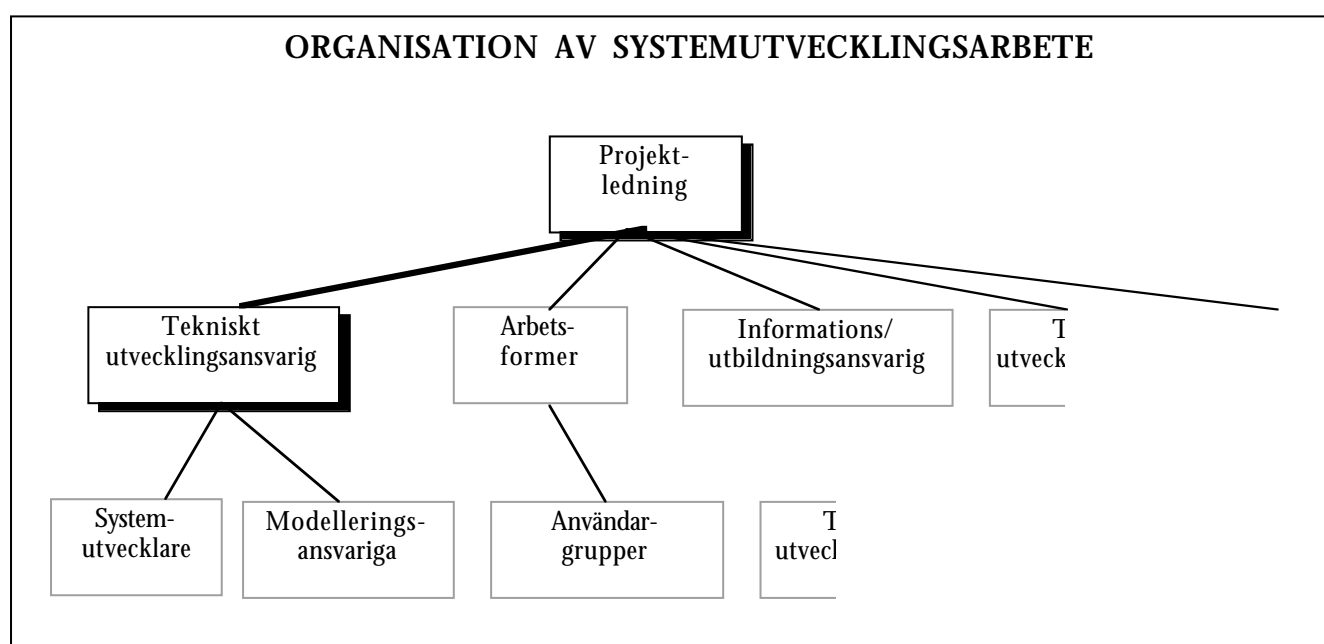 ORGANISATION AV SYSTEMUTVECKLINGSARBETE
Projekt-
ledning
Tekniskt
utvecklingsansvarig
Arbets-
former
Informations/
utbildningsansvarig
System-
utvecklare
Modellerings-
ansvariga
Användar-
grupper